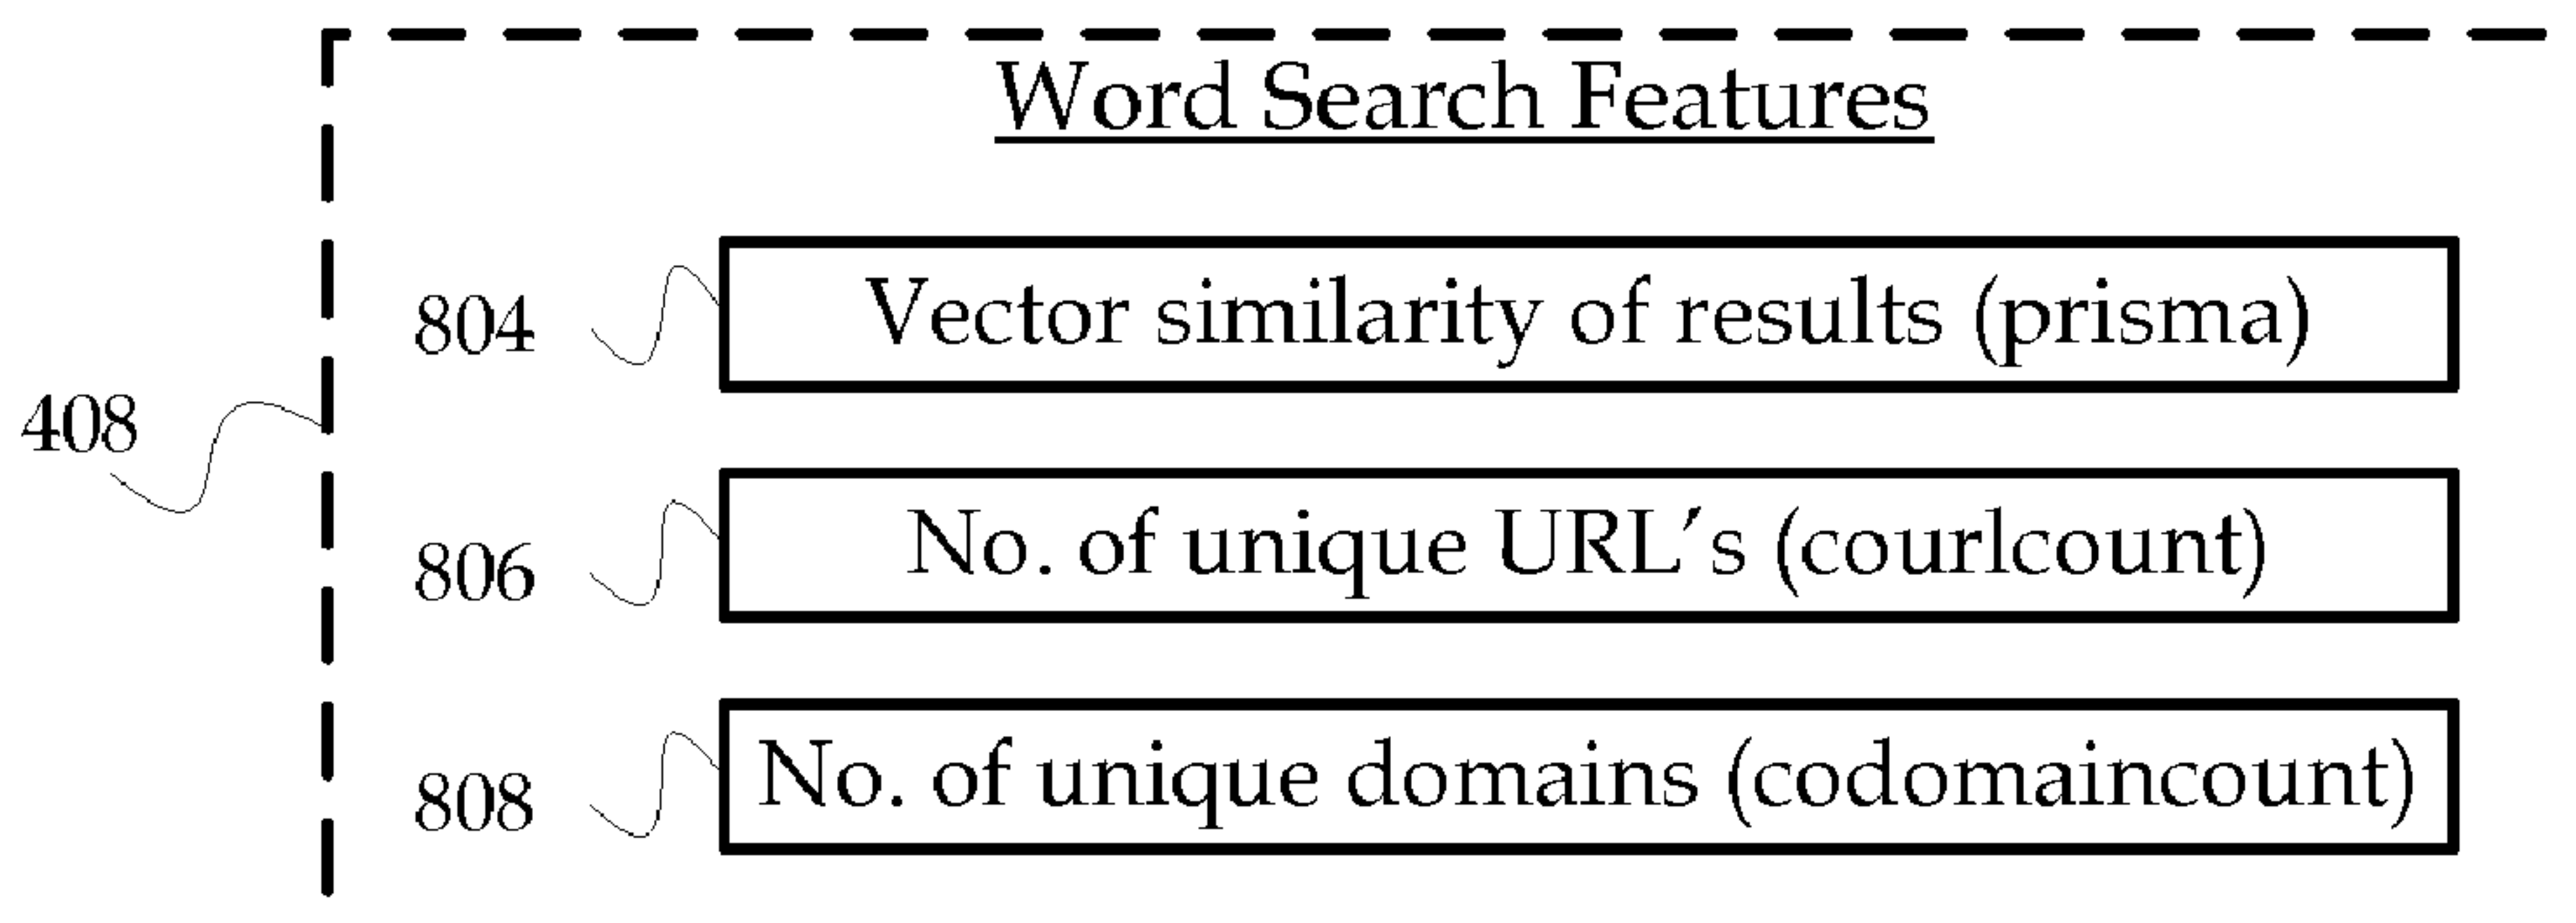 Word Search Features
804 Vector similarity of results (prisma)
408
806 No. of unique URL's (courlcount)
808 No. of unique domains (codomaincount)